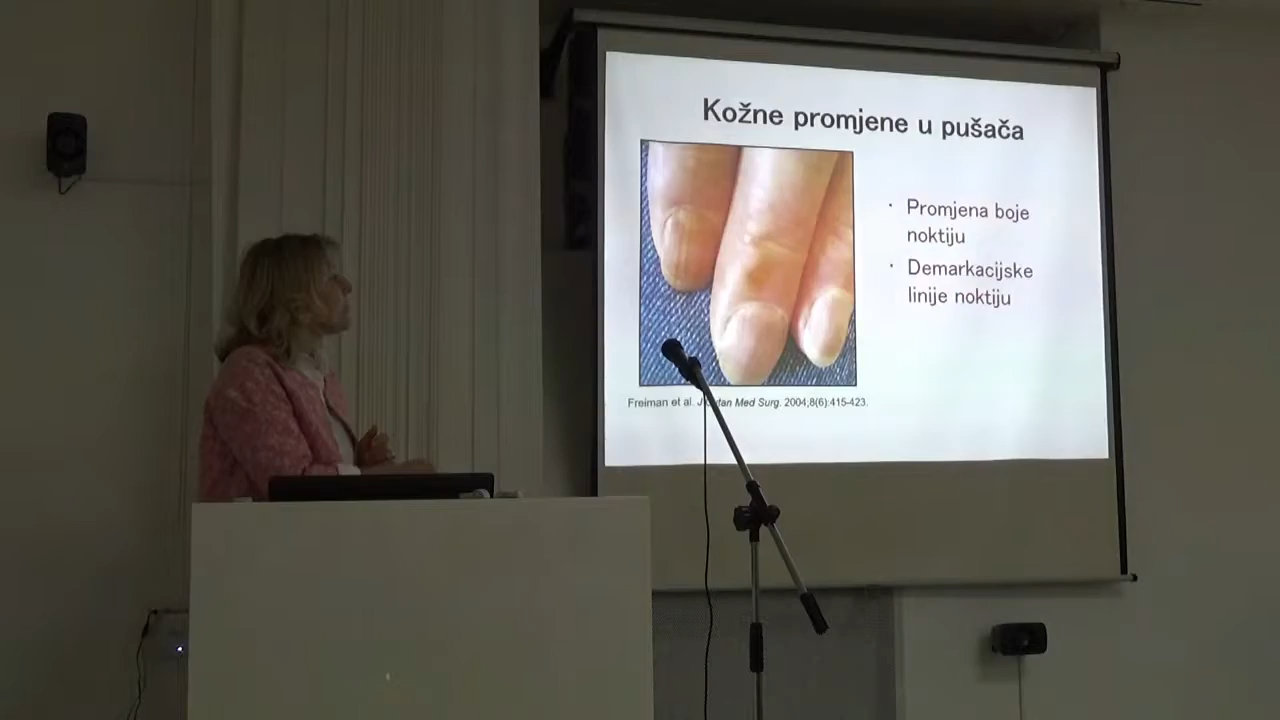 Kožne promjene u pušača
· Promjena boje
noktiju
· Demarkacijske
linije noktiju
Freiman et al. J Cutan Med Surg. 2004;8(6):415-423.